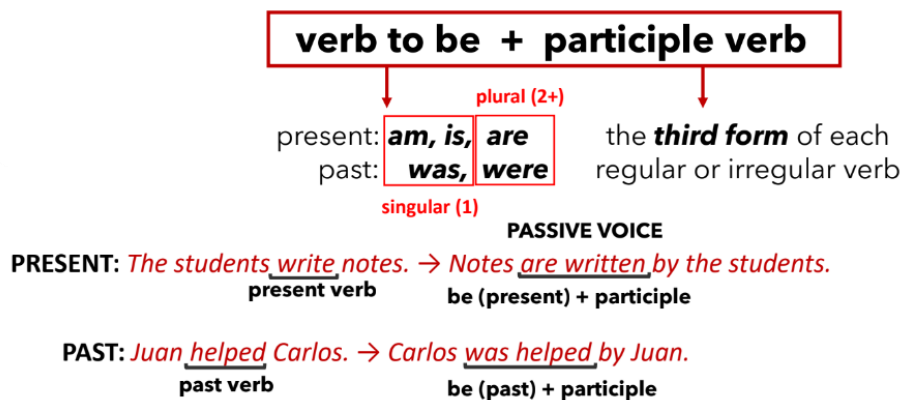 verb to be + participle verb
plural (2+)
present: am, is, are
past: was, were
singular (1)
the third form of each
regular or irregular verb
PASSIVE VOICE
PRESENT: The students write notes. → Notes are written by the students.
present verb
be (present) + participle
PAST: Juan helped Carlos. → Carlos was helped by Juan.
past verb
be (past) + participle